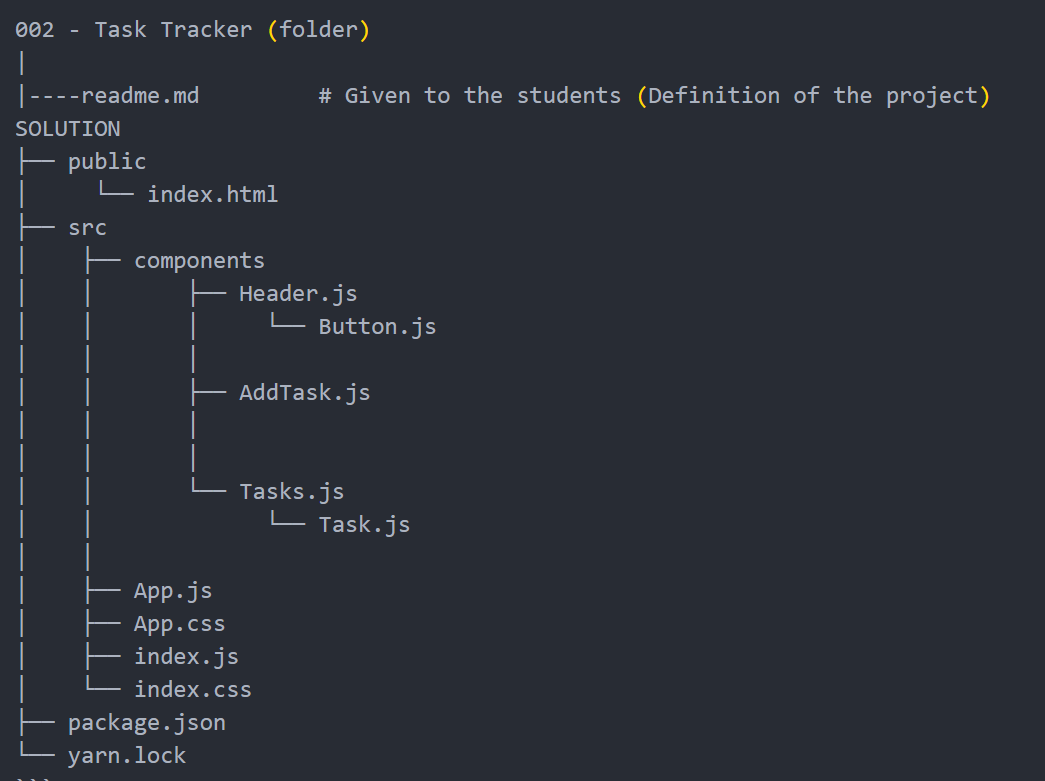 002 - Task Tracker (folder)
|
|----readme.md         # Given to the students (Definition of the project)
SOLUTION
├── public
│     └── index.html
├── src
│    ├── components
│    │       ├── Header.js
│    │       │     └── Button.js
│    │       │
│    │       ├── AddTask.js
│    │       │
│    │       │
│    │       └── Tasks.js
│    │             └── Task.js
│    │
│    ├── App.js
│    ├── App.css
│    ├── index.js
│    └── index.css
├── package.json
└── yarn.lock
```